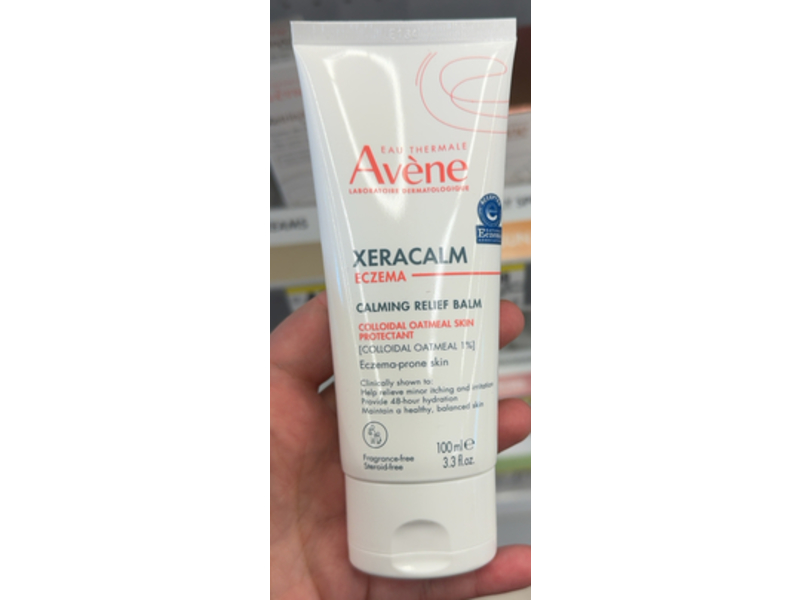 EAU THERMALE
Avène
LABORATOIRE DERMATOLOGIQUE
ACCEPTED
Eczema
XERACALM
ECZEMA
CALMING RELIEF BALM
COLLOIDAL OATMEAL SKIN
PROTECTANT
[COLLOIDAL OATMEAL 1%]
Eczema-prone skin
Clinically shown to:
Help relieve minor itching and irritation
Provide 48-hour hydration
Maintain a healthy, balanced skin
100 ml ℮
3.3 fl.oz.
Fragrance-free
Steroid-free